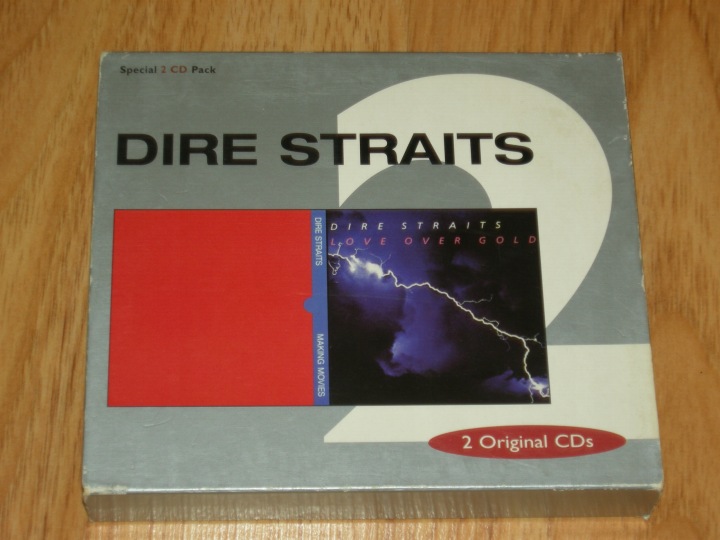 Special 2 CD Pack
DIRE STRAITS
DIRE STRAITS
MAKING MOVIES
DIRE STRAITS
LOVE OVER GOLD
2
2 Original CDs